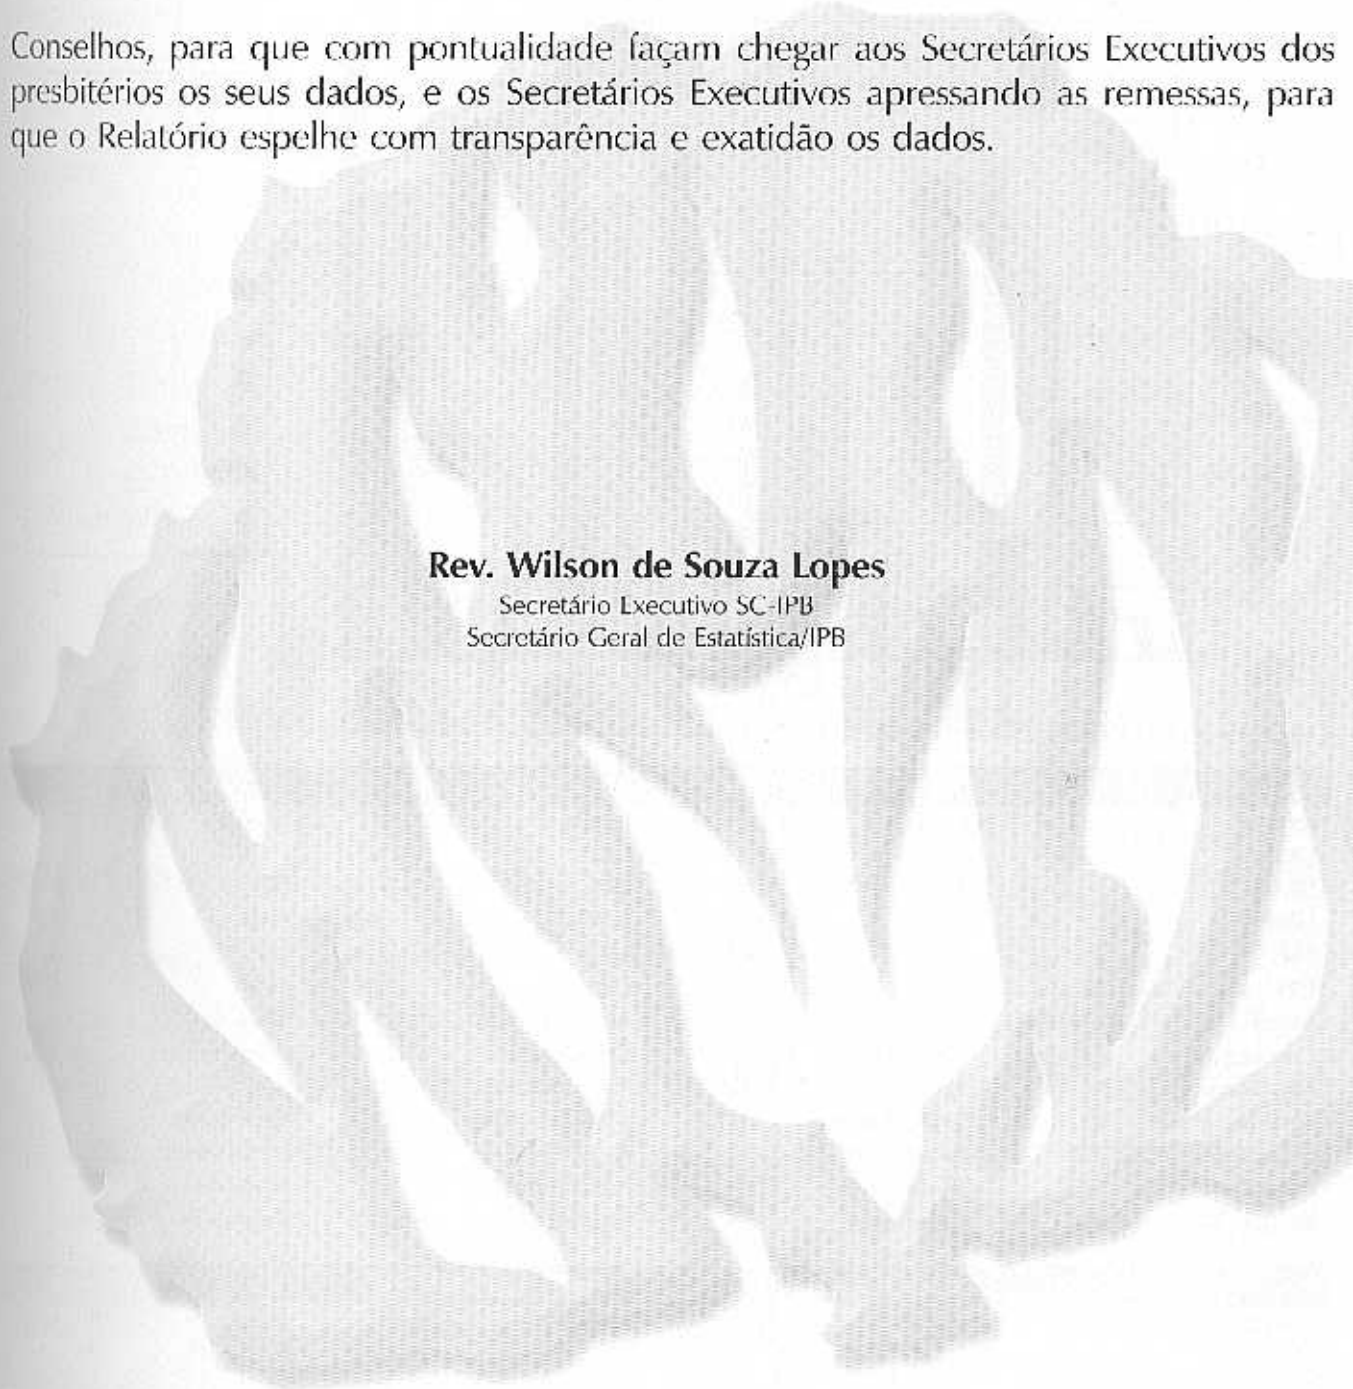 Conselhos, para que com pontualidade façam chegar aos Secretários Executivos dos
presbitérios os seus dados, e os Secretários Executivos apressando as remessas, para
que o Relatório espelhe com transparência e exatidão os dados.
Rev. Wilson de Souza Lopes
Secretário Executivo SC-IPB
Secretário Geral de Estatística/IPB